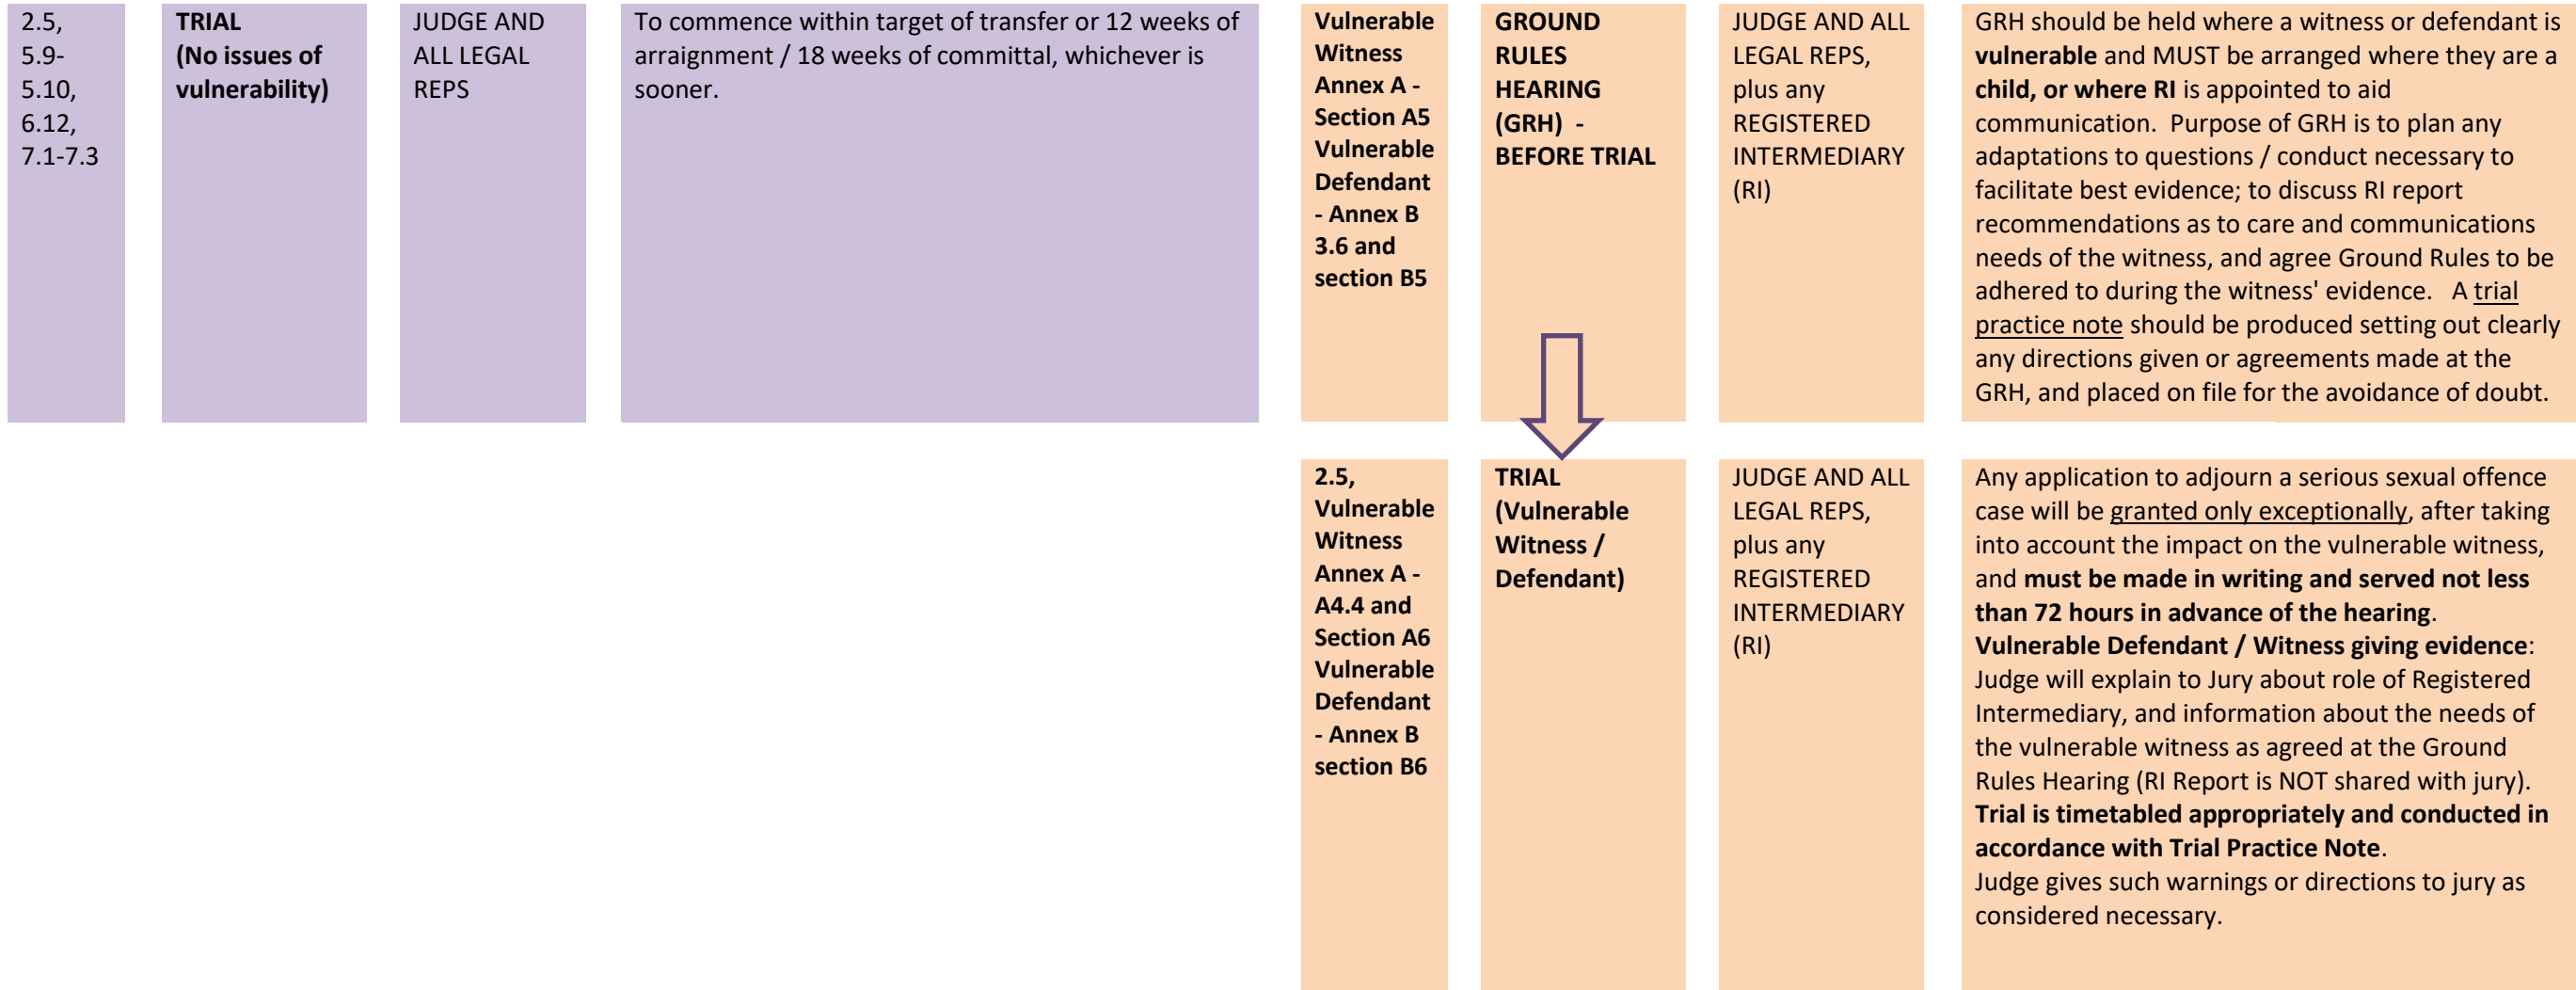 2.5,
5.9-
5.10,
6.12,
7.1-7.3
TRIAL
(No issues of
vulnerability)
JUDGE AND
ALL LEGAL
REPS
To commence within target of transfer or 12 weeks of
arraignment / 18 weeks of committal, whichever is
sooner.
Vulnerable
Witness
Annex A -
Section A5
Vulnerable
Defendant
- Annex B
3.6 and
section B5
GROUND
RULES
HEARING
(GRH) -
BEFORE TRIAL
JUDGE AND ALL
LEGAL REPS,
plus any
REGISTERED
INTERMEDIARY
(RI)
GRH should be held where a witness or defendant is
vulnerable and MUST be arranged where they are a
child, or where RI is appointed to aid
communication. Purpose of GRH is to plan any
adaptations to questions / conduct necessary to
facilitate best evidence; to discuss RI report
recommendations as to care and communications
needs of the witness, and agree Ground Rules to be
adhered to during the witness' evidence. A trial
practice note should be produced setting out clearly
any directions given or agreements made at the
GRH, and placed on file for the avoidance of doubt.
2.5,
Vulnerable
Witness
Annex A -
A4.4 and
Section A6
Vulnerable
Defendant
- Annex B
section B6
TRIAL
(Vulnerable
Witness /
Defendant)
JUDGE AND ALL
LEGAL REPS,
plus any
REGISTERED
INTERMEDIARY
(RI)
Any application to adjourn a serious sexual offence
case will be granted only exceptionally, after taking
into account the impact on the vulnerable witness,
and must be made in writing and served not less
than 72 hours in advance of the hearing.
Vulnerable Defendant / Witness giving evidence:
Judge will explain to Jury about role of Registered
Intermediary, and information about the needs of
the vulnerable witness as agreed at the Ground
Rules Hearing (RI Report is NOT shared with jury).
Trial is timetabled appropriately and conducted in
accordance with Trial Practice Note.
Judge gives such warnings or directions to jury as
considered necessary.